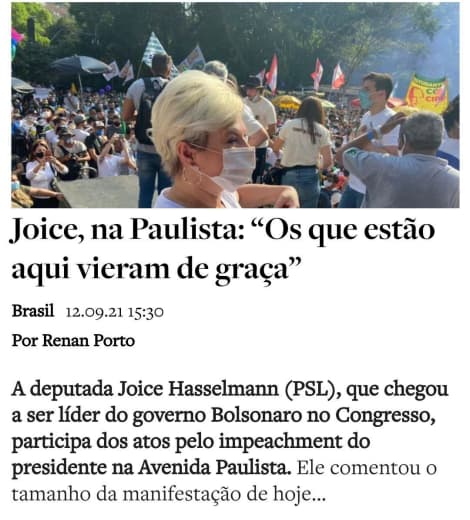 Joice, na Paulista: “Os que estão
aqui vieram de graça”
Brasil 12.09.21 15:30
Por Renan Porto
A deputada Joice Hasselmann (PSL), que chegou
a ser líder do governo Bolsonaro no Congresso,
participa dos atos pelo impeachment do
presidente na Avenida Paulista. Ele comentou o
tamanho da manifestação de hoje...